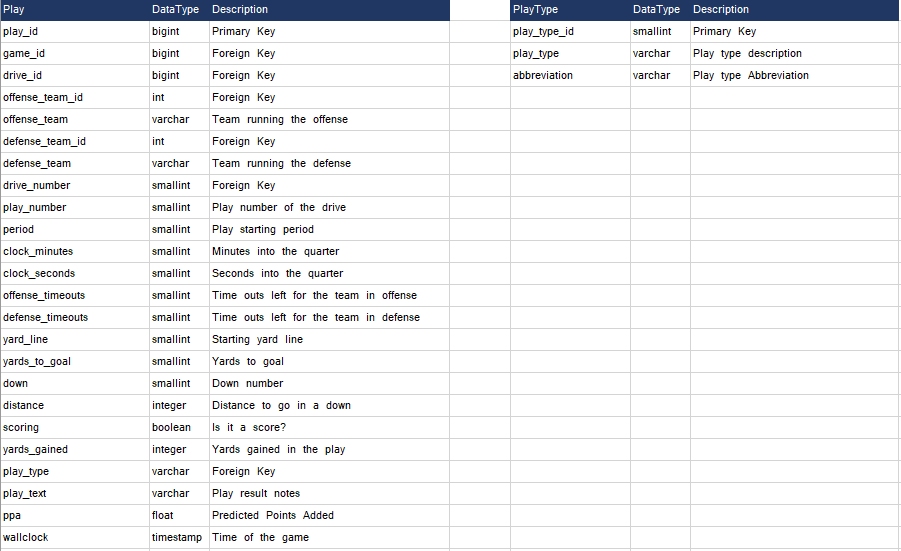 Play DataType Description PlayType DataType Description
play_id bigint Primary Key play_type_id smallint Primary Key
game_id bigint Foreign Key play_type varchar Play type description
drive_id bigint Foreign Key abbreviation varchar Play type Abbreviation
offense_team_id int Foreign Key
offense_team varchar Team running the offense
defense_team_id int Foreign Key
defense_team varchar Team running the defense
drive_number smallint Foreign Key
play_number smallint Play number of the drive
period smallint Play starting period
clock_minutes smallint Minutes into the quarter
clock_seconds smallint Seconds into the quarter
offense_timeouts smallint Time outs left for the team in offense
defense_timeouts smallint Time outs left for the team in defense
yard_line smallint Starting yard line
yards_to_goal smallint Yards to goal
down smallint Down number
distance integer Distance to go in a down
scoring boolean Is it a score?
yards_gained integer Yards gained in the play
play_type varchar Foreign Key
play_text varchar Play result notes
ppa float Predicted Points Added
wallclock timestamp Time of the game